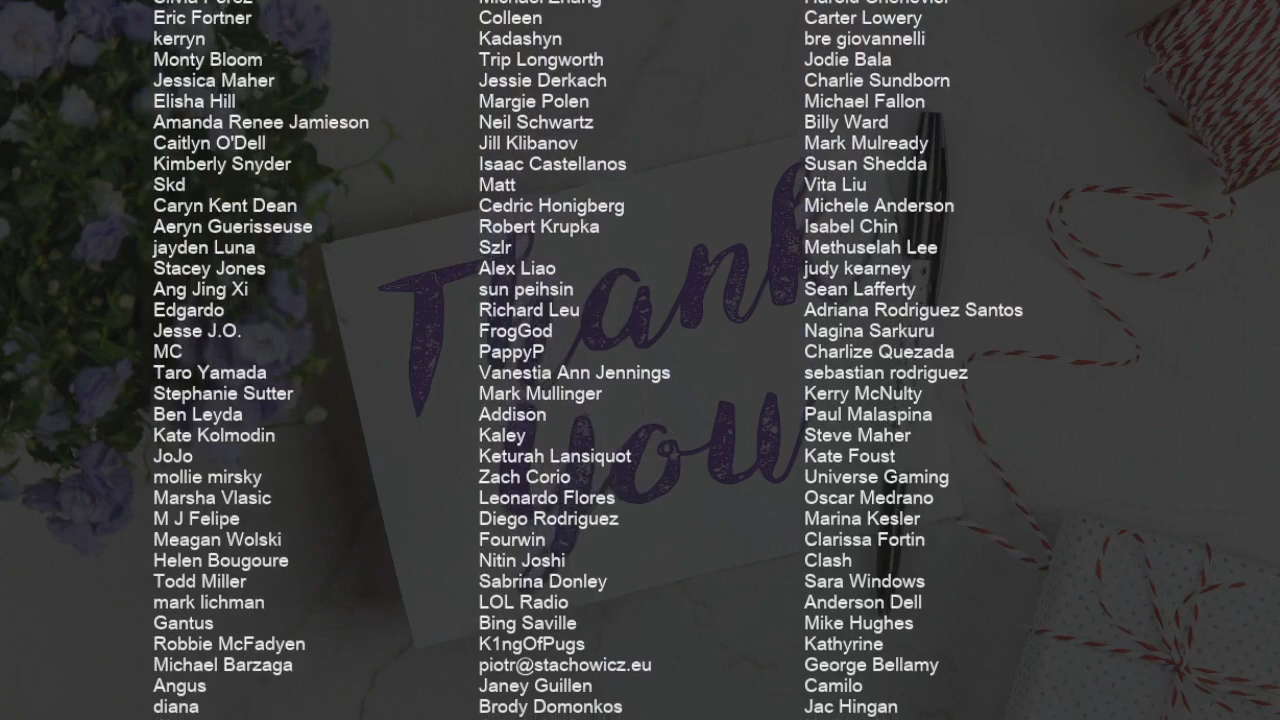 Eric Fortner
kerryn
Monty Bloom
Jessica Maher
Elisha Hill
Amanda Renee Jamieson
Caitlyn O'Dell
Kimberly Snyder
Skd
Caryn Kent Dean
Aeryn Guerisseuse
jayden Luna
Stacey Jones
Ang Jing Xi
Edgardo
Jesse J.O.
MC
Taro Yamada
Stephanie Sutter
Ben Leyda
Kate Kolmodin
JoJo
mollie mirsky
Marsha Vlasic
M J Felipe
Meagan Wolski
Helen Bougoure
Todd Miller
mark lichman
Gantus
Robbie McFadyen
Michael Barzaga
Angus
diana
Colleen
Kadashyn
Trip Longworth
Jessie Derkach
Margie Polen
Neil Schwartz
Jill Klibanov
Isaac Castellanos
Matt
Cedric Honigberg
Robert Krupka
Szlr
Alex Liao
sun peihsin
Richard Leu
FrogGod
PappyP
Vanestia Ann Jennings
Mark Mullinger
Addison
Kaley
Keturah Lansiquot
Zach Corio
Leonardo Flores
Diego Rodriguez
Fourwin
Nitin Joshi
Sabrina Donley
LOL Radio
Bing Saville
K1ngOfPugs
piotr@stachowicz.eu
Janey Guillen
Brody Domonkos
Carter Lowery
bre giovannelli
Jodie Bala
Charlie Sundborn
Michael Fallon
Billy Ward
Mark Mulready
Susan Shedda
Vita Liu
Michele Anderson
Isabel Chin
Methuselah Lee
judy kearney
Sean Lafferty
Adriana Rodriguez Santos
Nagina Sarkuru
Charlize Quezada
sebastian rodriguez
Kerry McNulty
Paul Malaspina
Steve Maher
Kate Foust
Universe Gaming
Oscar Medrano
Marina Kesler
Clarissa Fortin
Clash
Sara Windows
Anderson Dell
Mike Hughes
Kathyrine
George Bellamy
Camilo
Jac Hingan
Thank
you